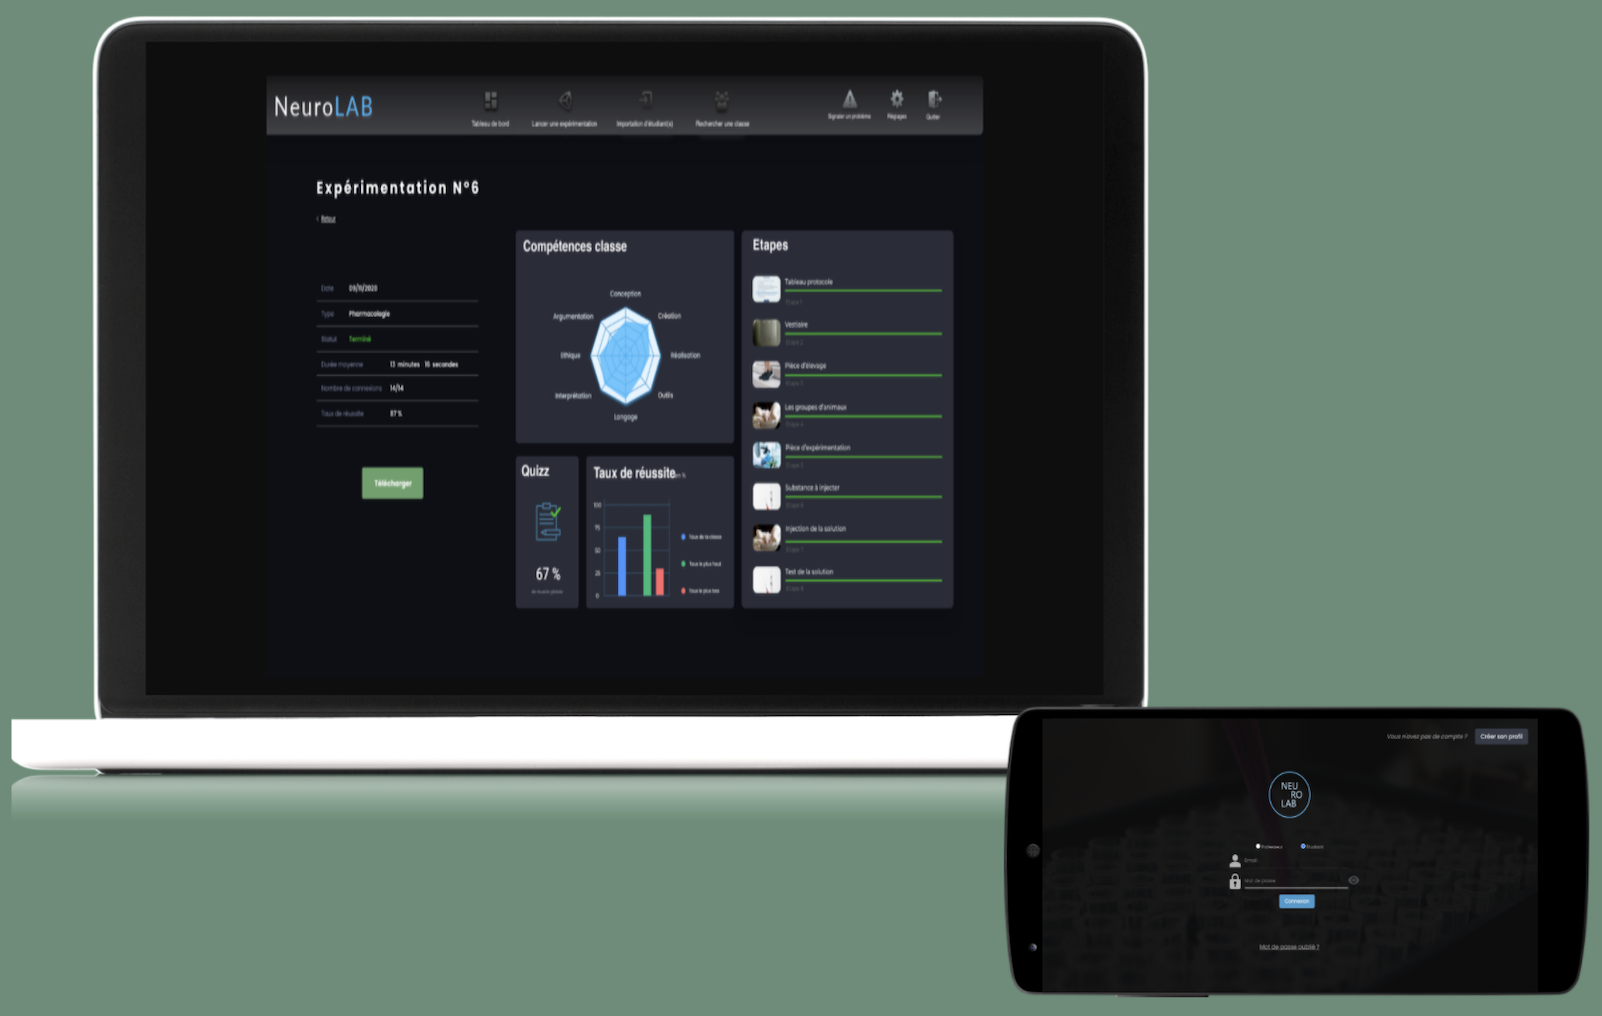 NeuroLAB
Tableau de bord
Lancer une expérimentation
Importation d'étudiant(s)
Rechercher une classe
Signaler un problème
Réglages
Quitter
Expérimentation N°6
‹ Retour
Date 09/11/2020
Type Pharmacologie
Statut Terminé
Durée moyenne 13 minutes 16 secondes
Nombre de connexions 14/14
Taux de réussite 87 %
Télécharger
Compétences classe
Conception
Création
Réalisation
Outils
Langage
Interprétation
Ethique
Argumentation
Quizz
67 %
Taux de réussite en %
100
75
50
25
0
Taux de la classe
Taux le plus haut
Taux le plus bas
Etapes
Tableau protocole
Etape 1
Vestiaire
Etape 2
Pièce d'élevage
Etape 3
Les groupes d'animaux
Etape 4
Pièce d'expérimentation
Etape 5
Substance à injecter
Etape 6
Injection de la solution
Etape 7
Test de la solution
Etape 8
Vous n'avez pas de compte ?
Créer son profil
NEU
RO
LAB
Email
Mot de passe
Connexion
Mot de passe oublié ?